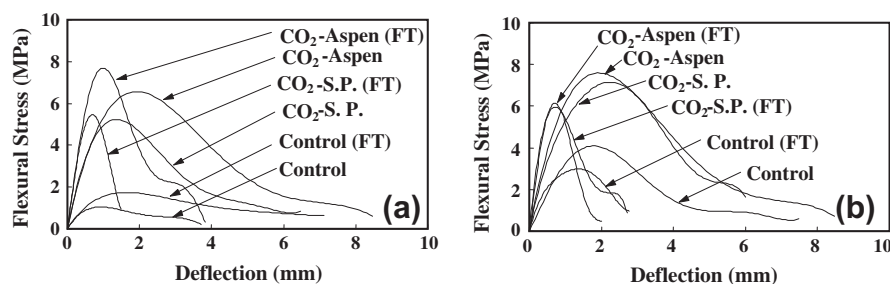 10
8
6
4
2
0
Flexural Stress (MPa)
CO₂-Aspen (FT)
CO₂-Aspen
CO₂-S.P. (FT)
CO₂-S. P.
Control (FT)
Control
(a)
0 2 4 6 8 10
Deflection (mm)
10
8
6
4
2
0
Flexural Stress (MPa)
CO₂-Aspen (FT)
CO₂-Aspen
CO₂-S. P.
CO₂-S.P. (FT)
Control (FT)
Control
(b)
0 2 4 6 8 10
Deflection (mm)